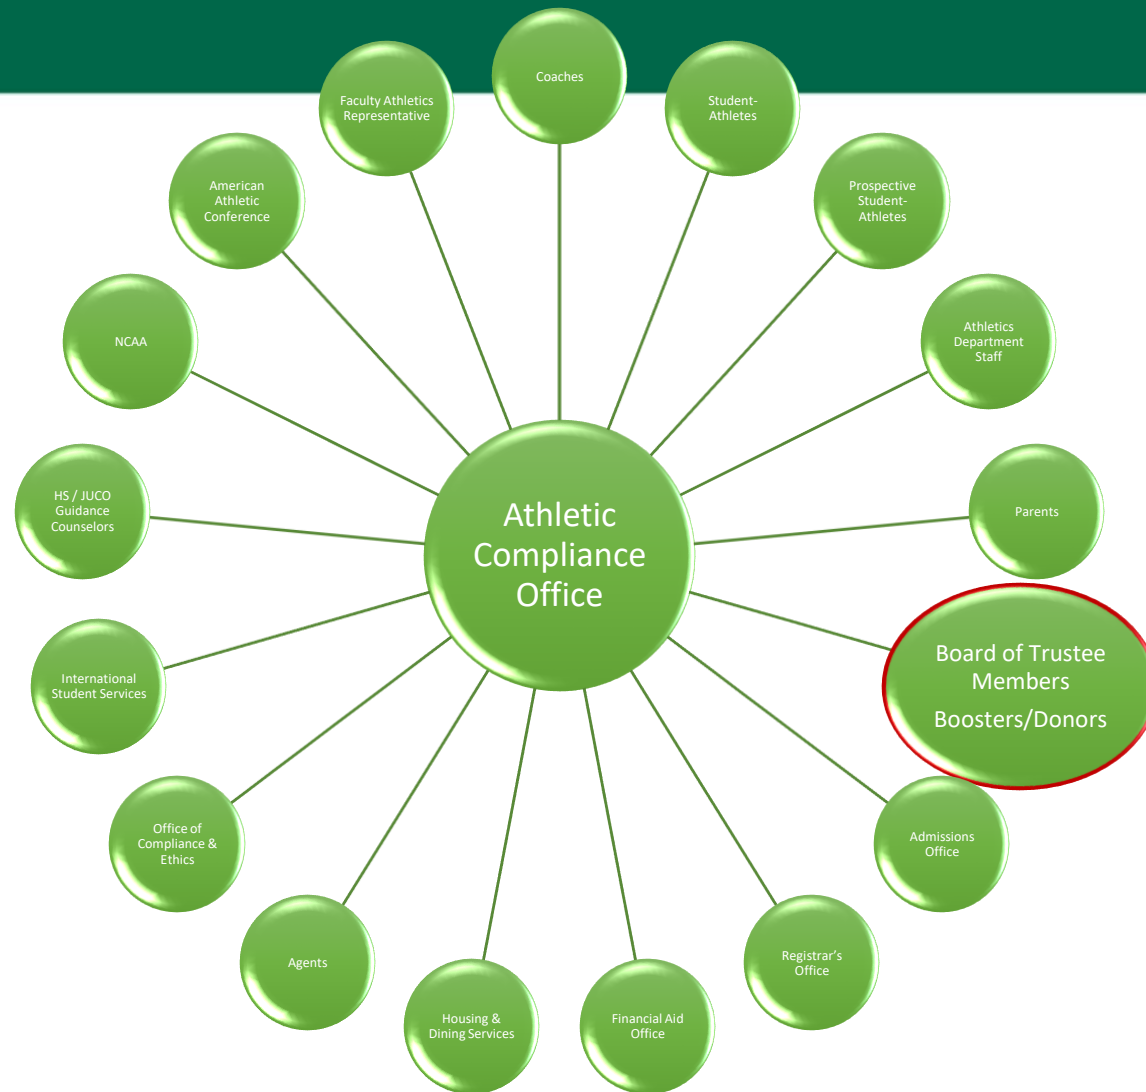 Coaches
Student-
Athletes
Prospective
Student-
Athletes
Athletics
Department
Staff
Parents
Board of Trustee
Members
Boosters/Donors
Admissions
Office
Registrar's
Office
Financial Aid
Office
Housing &
Dining Services
Agents
Office of
Compliance &
Ethics
International
Student Services
HS / JUCO
Guidance
Counselors
NCAA
American
Athletic
Conference
Faculty Athletics
Representative
Athletic
Compliance
Office